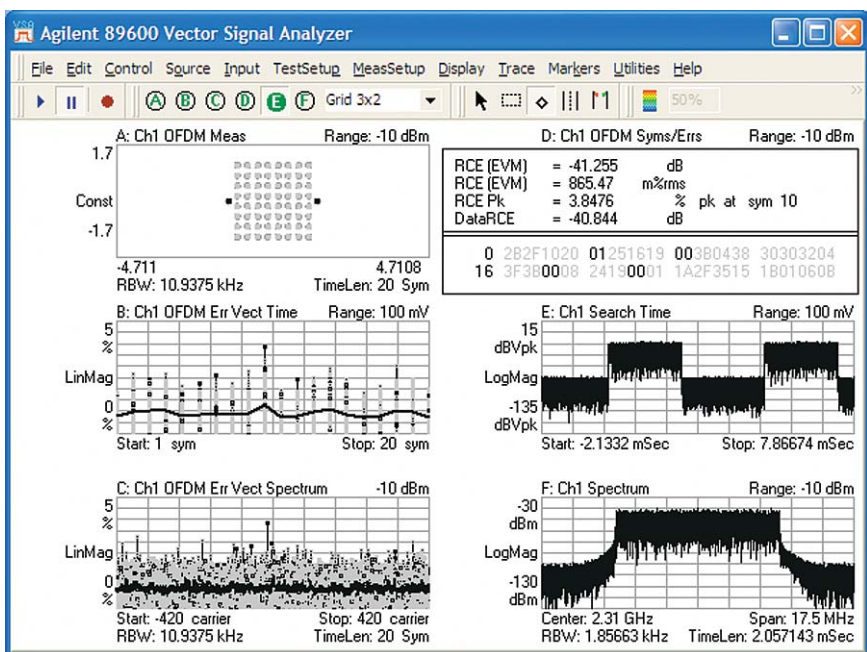 VSA
Agilent 89600 Vector Signal Analyzer
File Edit Control Source Input TestSetup MeasSetup Display Trace Markers Utilities Help
A B C D E F Grid 3x2 50%
A: Ch1 OFDM Meas Range: -10 dBm
1.7
Const
-1.7
-4.711 4.7108
RBW: 10.9375 kHz TimeLen: 20 Sym
D: Ch1 OFDM Syms/Errs Range: -10 dBm
RCE (EVM) = -41.255 dB
RCE (EVM) = 865.47 m%rms
RCE Pk = 3.8476 % pk at sym 10
DataRCE = -40.844 dB
0 2B2F1020 01251619 003B0438 30303204
16 3F3B0008 24190001 1A2F3515 1B01060B
B: Ch1 OFDM Err Vect Time Range: 100 mV
5
%
LinMag
0
%
Start: 1 sym Stop: 20 sym
E: Ch1 Search Time Range: 100 mV
15
dBVpk
LogMag
-135
dBVpk
Start: -2.1332 mSec Stop: 7.86674 mSec
C: Ch1 OFDM Err Vect Spectrum -10 dBm
5
%
LinMag
0
%
Start: -420 carrier Stop: 420 carrier
RBW: 10.9375 kHz TimeLen: 20 Sym
F: Ch1 Spectrum Range: -10 dBm
-30
dBm
LogMag
-130
dBm
Center: 2.31 GHz Span: 17.5 MHz
RBW: 1.85663 kHz TimeLen: 2.057143 mSec